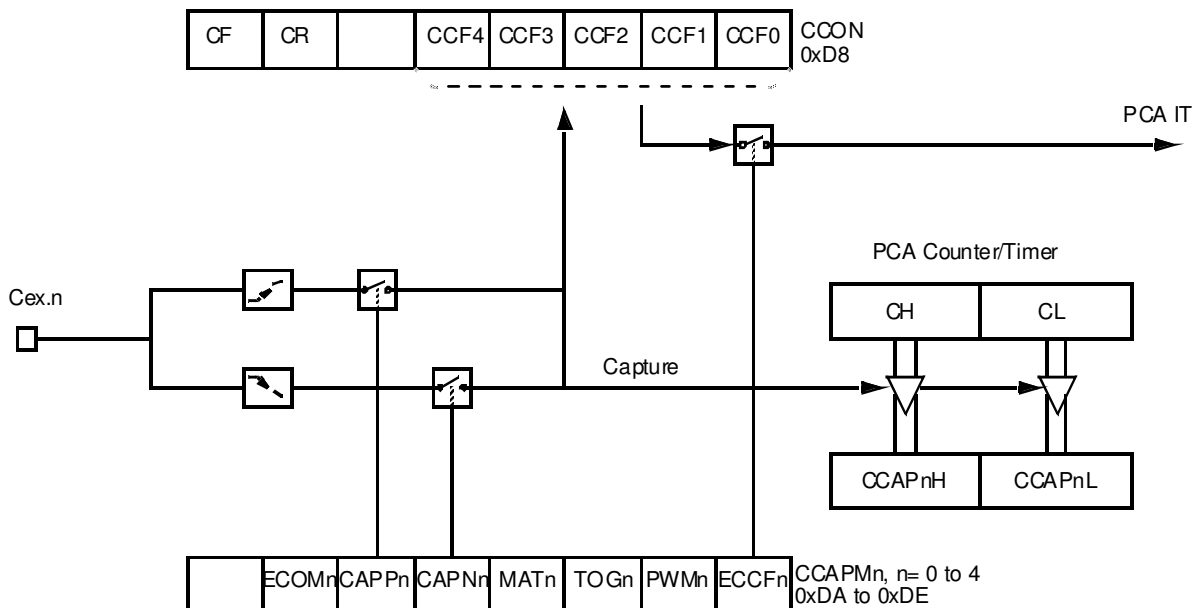 CF CR CCF4 CCF3 CCF2 CCF1 CCF0 CCON
0xD8
PCA IT
PCA Counter/Timer
Cex.n
CH CL
Capture
CCAPnH CCAPnL
ECOMn CAPPn CAPNn MATn TOGn PWMn ECCFn CCAPMn, n= 0 to 4
0xDA to 0xDE